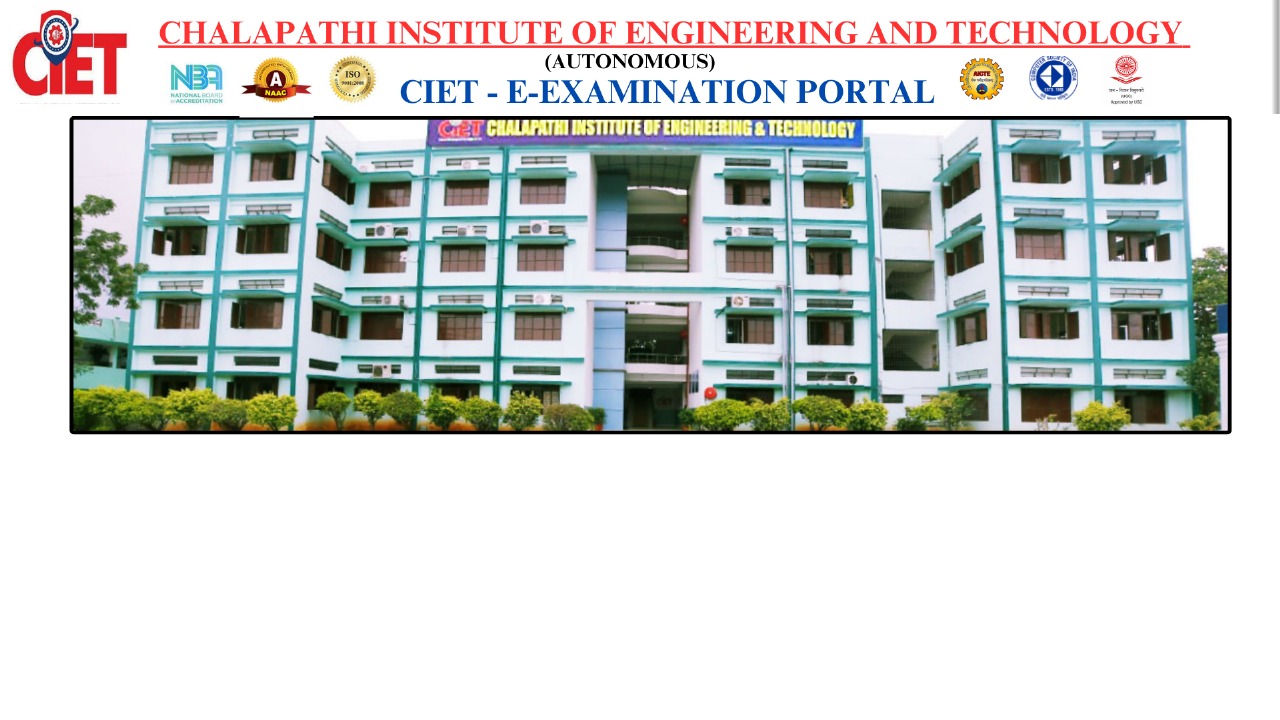 CIET
CHALAPATHI INSTITUTE OF ENGINEERING AND TECHNOLOGY
(AUTONOMOUS)
NBA
NATIONAL BOARD
of ACCREDITATION
A
NAAC
ISO
9001:2008
CIET - E-EXAMINATION PORTAL
AICTE
Approved by UGC
CIET CHALAPATHI INSTITUTE OF ENGINEERING & TECHNOLOGY